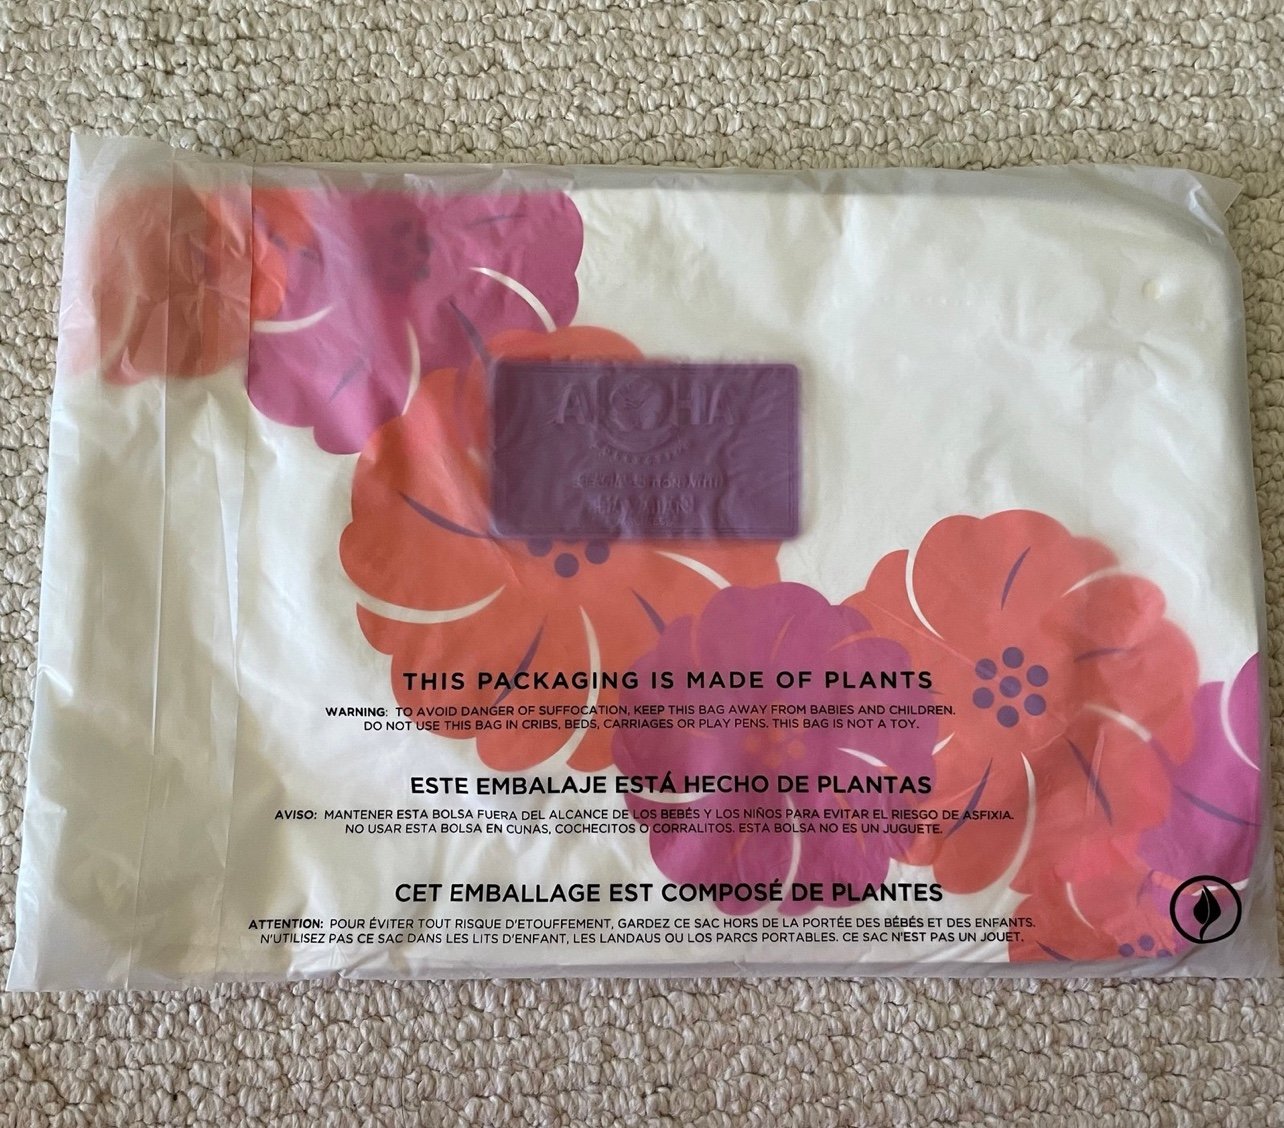 ALOHA
COLLECTION
HAWAIIAN
THIS PACKAGING IS MADE OF PLANTS
WARNING: TO AVOID DANGER OF SUFFOCATION, KEEP THIS BAG AWAY FROM BABIES AND CHILDREN.
DO NOT USE THIS BAG IN CRIBS, BEDS, CARRIAGES OR PLAY PENS. THIS BAG IS NOT A TOY.
ESTE EMBALAJE ESTÁ HECHO DE PLANTAS
AVISO: MANTENER ESTA BOLSA FUERA DEL ALCANCE DE LOS BEBÉS Y LOS NIÑOS PARA EVITAR EL RIESGO DE ASFIXIA.
NO USAR ESTA BOLSA EN CUNAS, COCHECITOS O CORRALITOS. ESTA BOLSA NO ES UN JUGUETE.
CET EMBALLAGE EST COMPOSÉ DE PLANTES
ATTENTION: POUR ÉVITER TOUT RISQUE D'ETOUFFEMENT, GARDEZ CE SAC HORS DE LA PORTÉE DES BÉBÉS ET DES ENFANTS.
N'UTILISEZ PAS CE SAC DANS LES LITS D'ENFANT, LES LANDAUS OU LOS PARCS PORTABLES. CE SAC N'EST PAS UN JOUET.